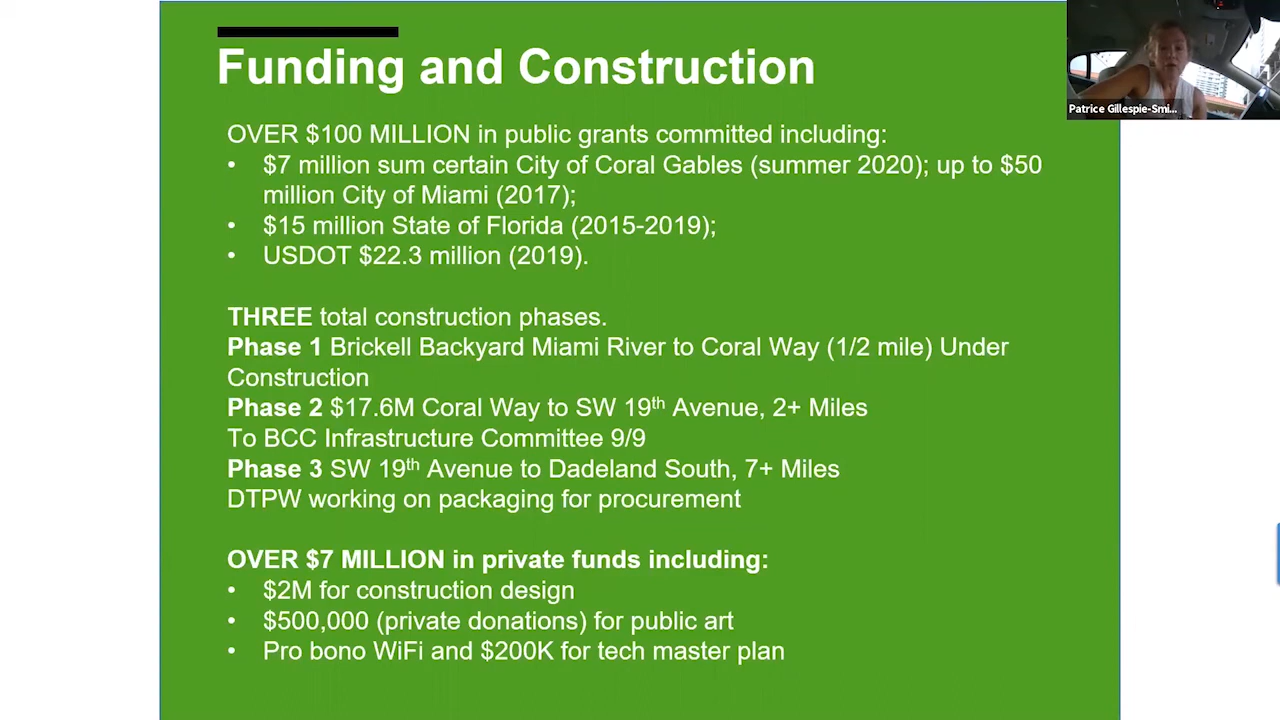 Funding and Construction
Patrice Gillespie-Smi...
OVER $100 MILLION in public grants committed including:
• $7 million sum certain City of Coral Gables (summer 2020); up to $50
million City of Miami (2017);
• $15 million State of Florida (2015-2019);
• USDOT $22.3 million (2019).
THREE total construction phases.
Phase 1 Brickell Backyard Miami River to Coral Way (1/2 mile) Under
Construction
Phase 2 $17.6M Coral Way to SW 19th Avenue, 2+ Miles
To BCC Infrastructure Committee 9/9
Phase 3 SW 19th Avenue to Dadeland South, 7+ Miles
DTPW working on packaging for procurement
OVER $7 MILLION in private funds including:
• $2M for construction design
• $500,000 (private donations) for public art
• Pro bono WiFi and $200K for tech master plan